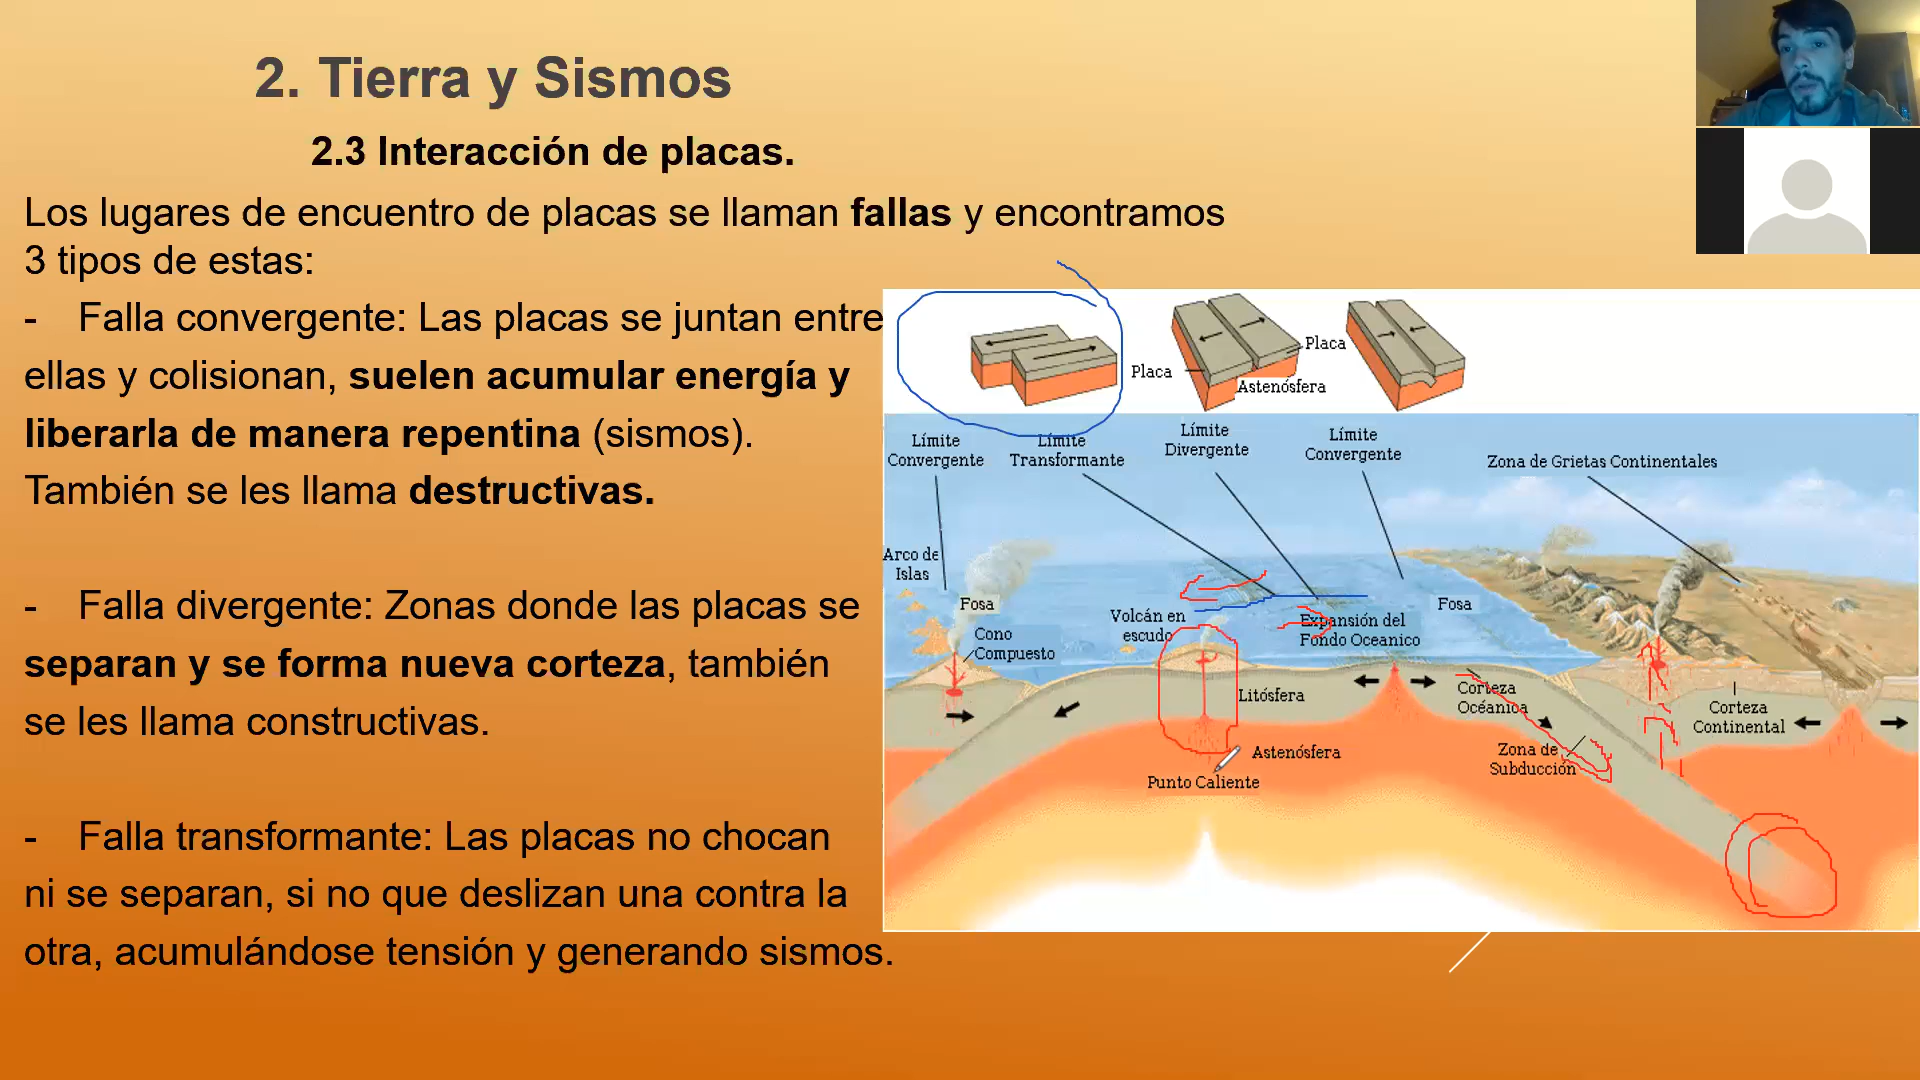 2. Tierra y Sismos
2.3 Interacción de placas.
Los lugares de encuentro de placas se llaman fallas y encontramos
3 tipos de estas:
- Falla convergente: Las placas se juntan entre
ellas y colisionan, suelen acumular energía y
liberarla de manera repentina (sismos).
También se les llama destructivas.
- Falla divergente: Zonas donde las placas se
separan y se forma nueva corteza, también
se les llama constructivas.
- Falla transformante: Las placas no chocan
ni se separan, si no que deslizan una contra la
otra, acumulándose tensión y generando sismos.
Placa
Placa
Astenósfera
Límite
Convergente
Límite
Transformante
Límite
Divergente
Límite
Convergente
Zona de Grietas Continentales
Arco de
Islas
Fosa
Cono
Compuesto
Volcán en
escudo
Expansión del
Fondo Oceanico
Fosa
Litósfera
Corteza
Océanica
Corteza
Continental
Astenósfera
Zona de
Subducción
Punto Caliente